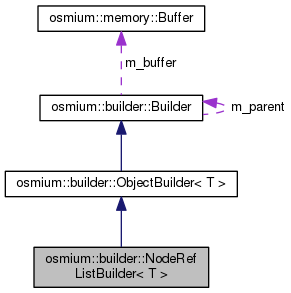 osmium::memory::Buffer
m_buffer
osmium::builder::Builder
m_parent
osmium::builder::ObjectBuilder< T >
osmium::builder::NodeRef
ListBuilder< T >